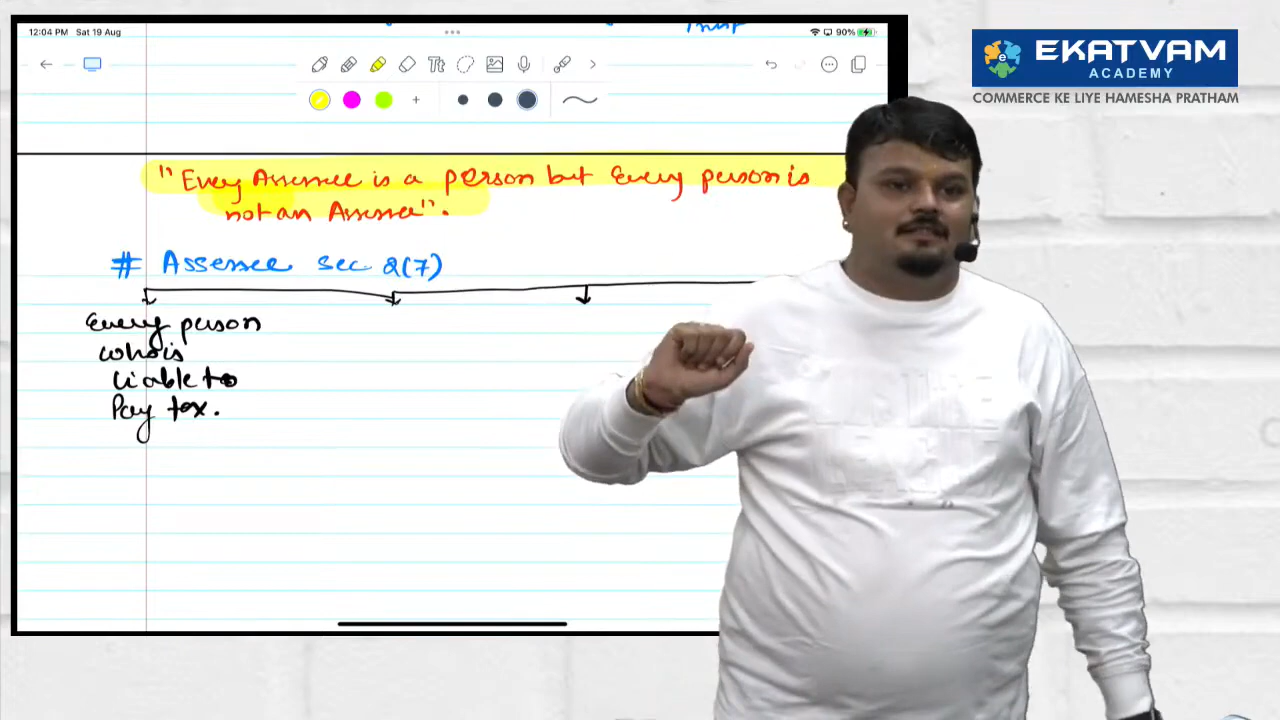 12:04 PM Sat 19 Aug
90%
Tt
EKATVAM
ACADEMY
COMMERCE KE LIYE HAMESHA PRATHAM
"Every Assessee is a person but Every person is
not an Assessee".
# Assessee sec 2(7)
Every person
who is
liable to
Pay tax.